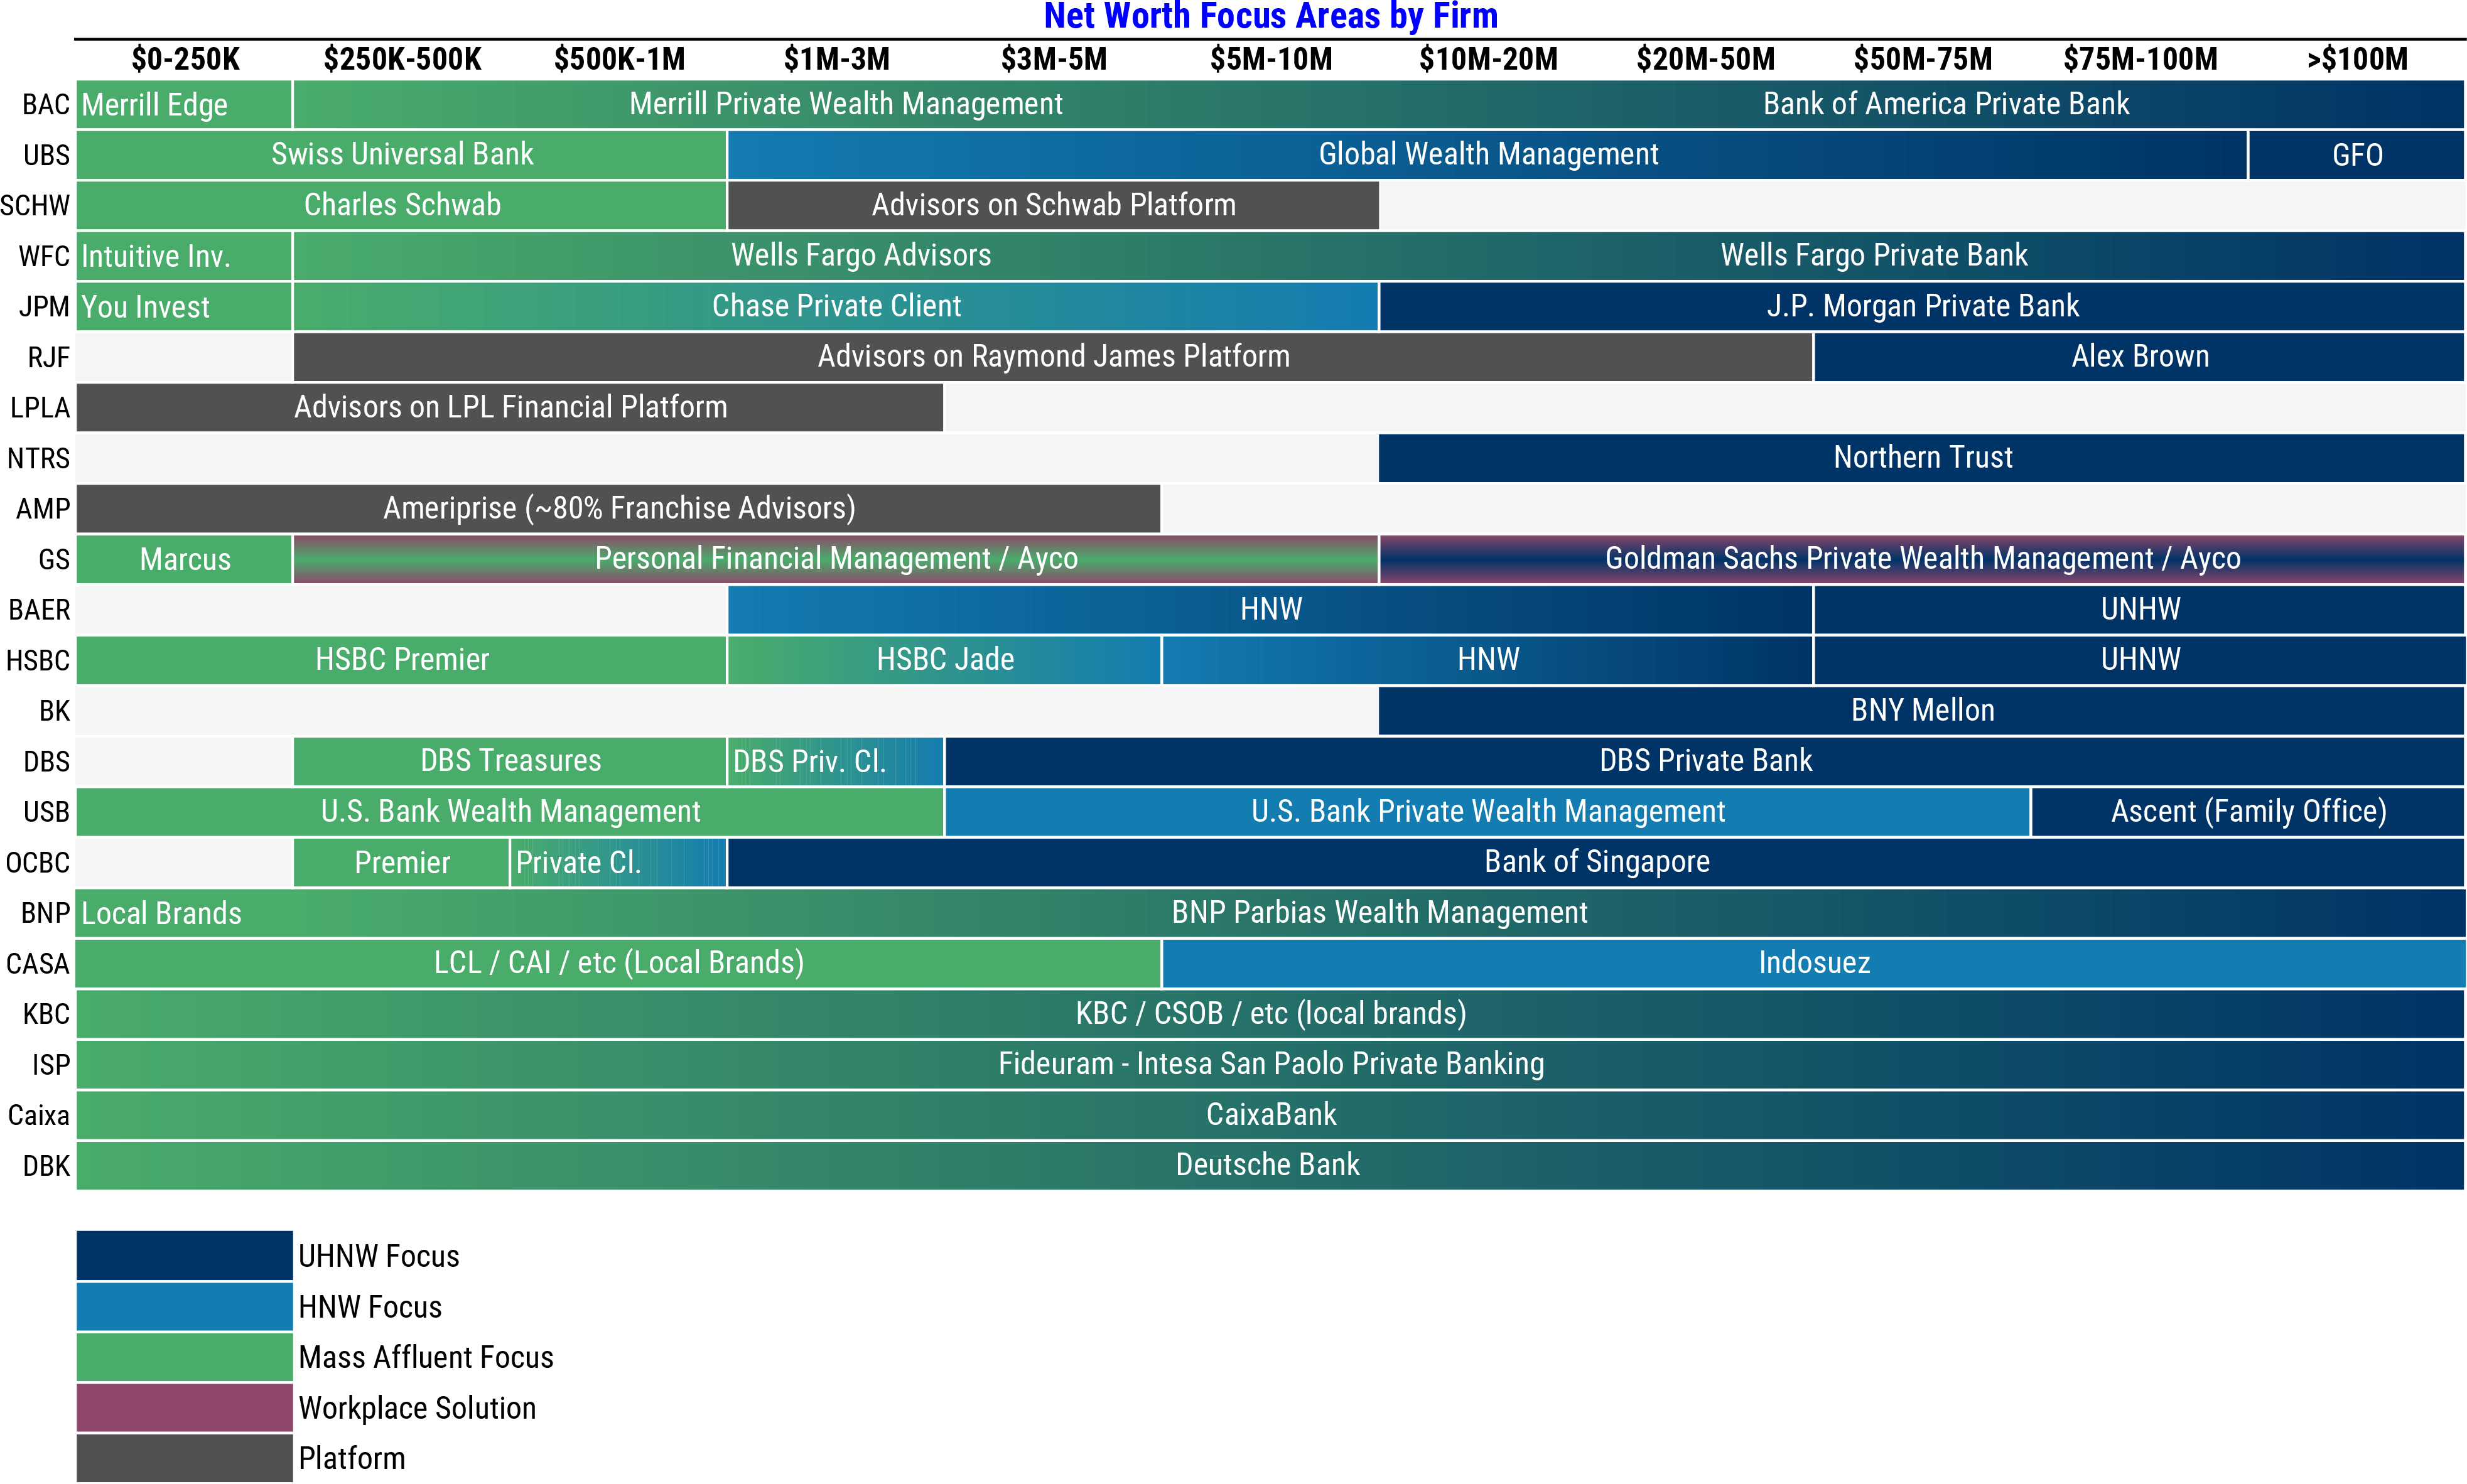 Net Worth Focus Areas by Firm
$0-250K $250K-500K $500K-1M $1M-3M $3M-5M $5M-10M $10M-20M $20M-50M $50M-75M $75M-100M >$100M
BAC Merrill Edge Merrill Private Wealth Management Bank of America Private Bank
UBS Swiss Universal Bank Global Wealth Management GFO
SCHW Charles Schwab Advisors on Schwab Platform
WFC Intuitive Inv. Wells Fargo Advisors Wells Fargo Private Bank
JPM You Invest Chase Private Client J.P. Morgan Private Bank
RJF Advisors on Raymond James Platform Alex Brown
LPLA Advisors on LPL Financial Platform
NTRS Northern Trust
AMP Ameriprise (~80% Franchise Advisors)
GS Marcus Personal Financial Management / Ayco Goldman Sachs Private Wealth Management / Ayco
BAER HNW UNHW
HSBC HSBC Premier HSBC Jade HNW UHNW
BK BNY Mellon
DBS DBS Treasures DBS Priv. Cl. DBS Private Bank
USB U.S. Bank Wealth Management U.S. Bank Private Wealth Management Ascent (Family Office)
OCBC Premier Private Cl. Bank of Singapore
BNP Local Brands BNP Parbias Wealth Management
CASA LCL / CAI / etc (Local Brands) Indosuez
KBC KBC / CSOB / etc (local brands)
ISP Fideuram - Intesa San Paolo Private Banking
Caixa CaixaBank
DBK Deutsche Bank
UHNW Focus
HNW Focus
Mass Affluent Focus
Workplace Solution
Platform